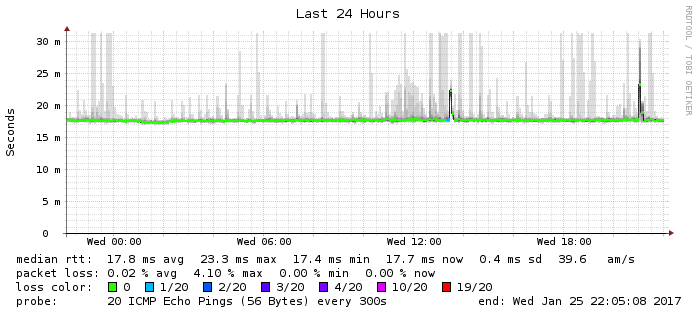 Last 24 Hours
RRDTOOL / TOBI OETIKER
Seconds
30 m
25 m
20 m
15 m
10 m
5 m
0
Wed 00:00 Wed 06:00 Wed 12:00 Wed 18:00
median rtt: 17.8 ms avg 23.3 ms max 17.4 ms min 17.7 ms now 0.4 ms sd 39.6 am/s
packet loss: 0.02 % avg 4.10 % max 0.00 % min 0.00 % now
loss color: 0 1/20 2/20 3/20 4/20 10/20 19/20
probe: 20 ICMP Echo Pings (56 Bytes) every 300s end: Wed Jan 25 22:05:08 2017